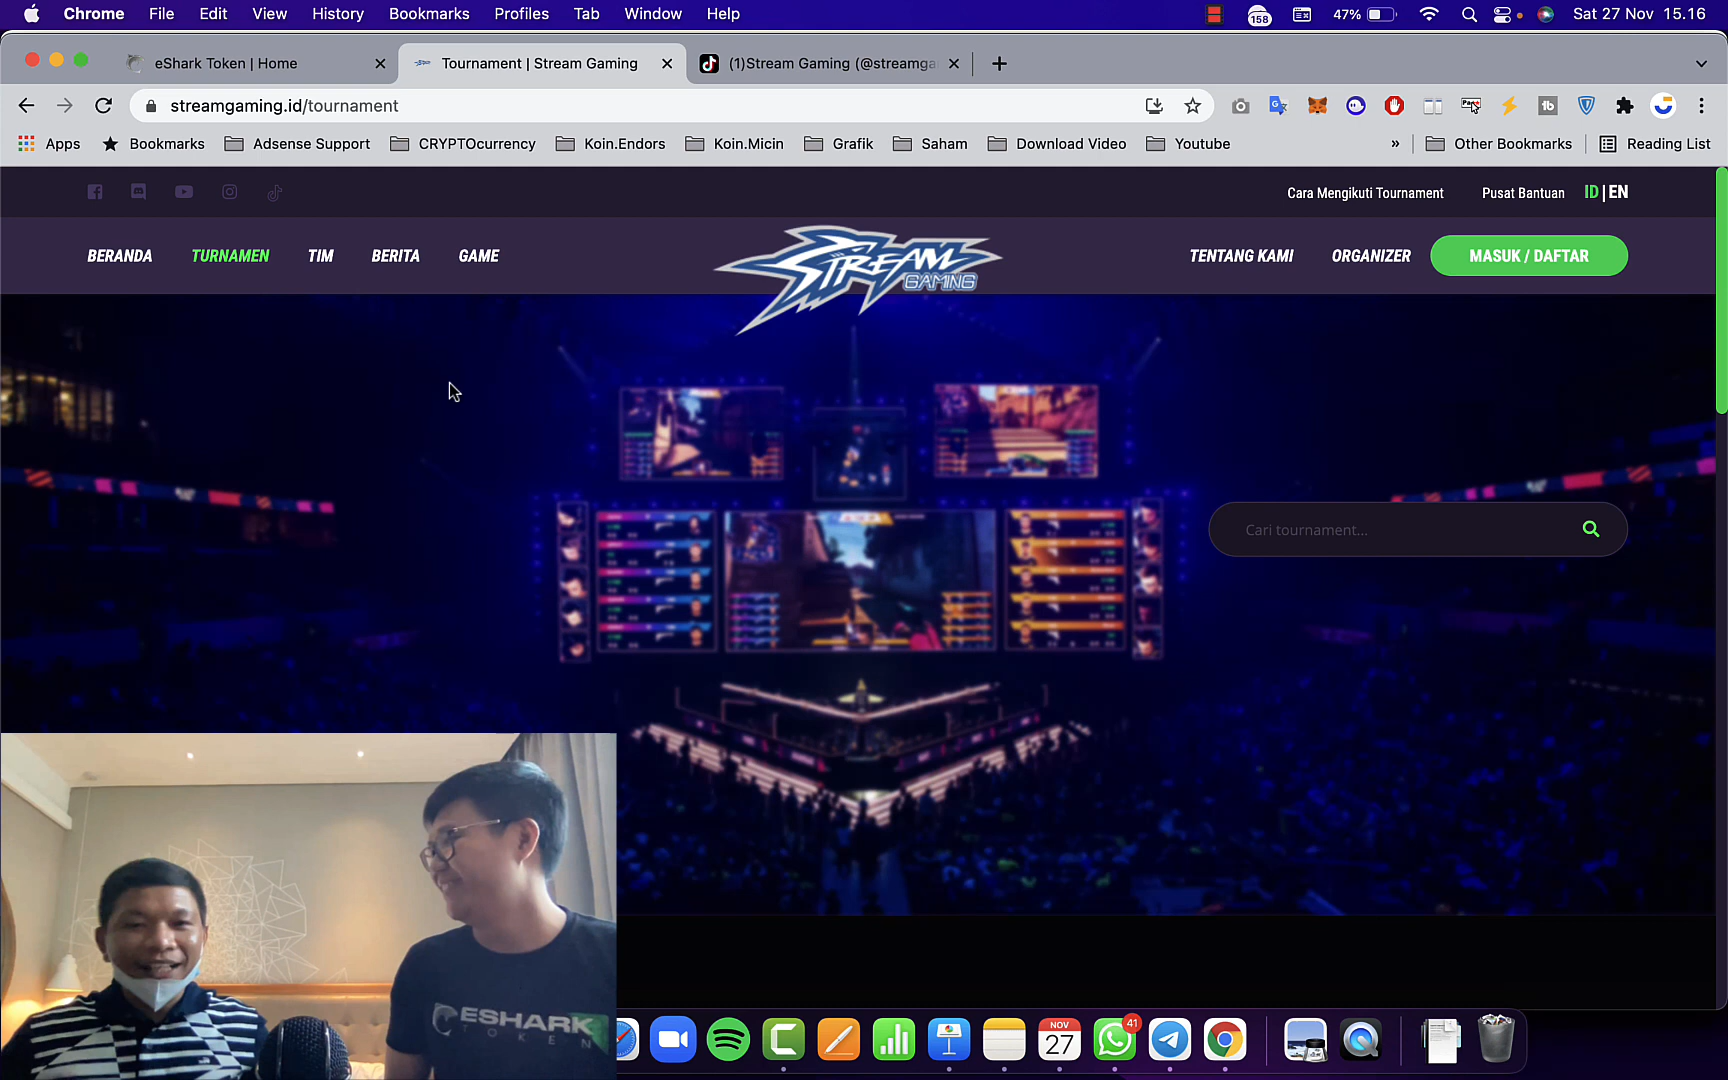 Chrome File Edit View History Bookmarks Profiles Tab Window Help 158 47% Sat 27 Nov 15.16
eShark Token | Home Tournament | Stream Gaming (1)Stream Gaming (@streamga
streamgaming.id/tournament
Apps Bookmarks Adsense Support CRYPTOcurrency Koin.Endors Koin.Micin Grafik Saham Download Video Youtube » Other Bookmarks Reading List
Cara Mengikuti Tournament Pusat Bantuan ID | EN
BERANDA TURNAMEN TIM BERITA GAME STREAM GAMING TENTANG KAMI ORGANIZER MASUK / DAFTAR
Cari tournament...
ESHARK
TOKEN
41
NOV
27